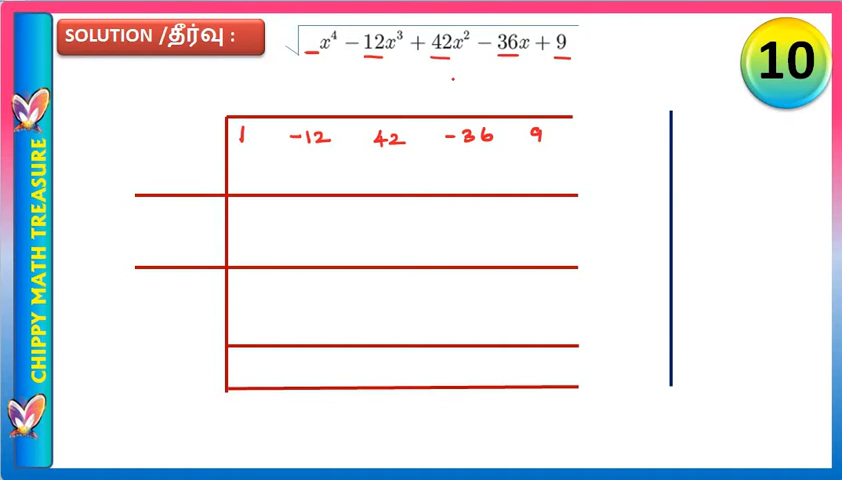 SOLUTION /தீர்வு :
√x⁴ − 12x³ + 42x² − 36x + 9
10
1 -12 42 -36 9
CHIPPY MATH TREASURE